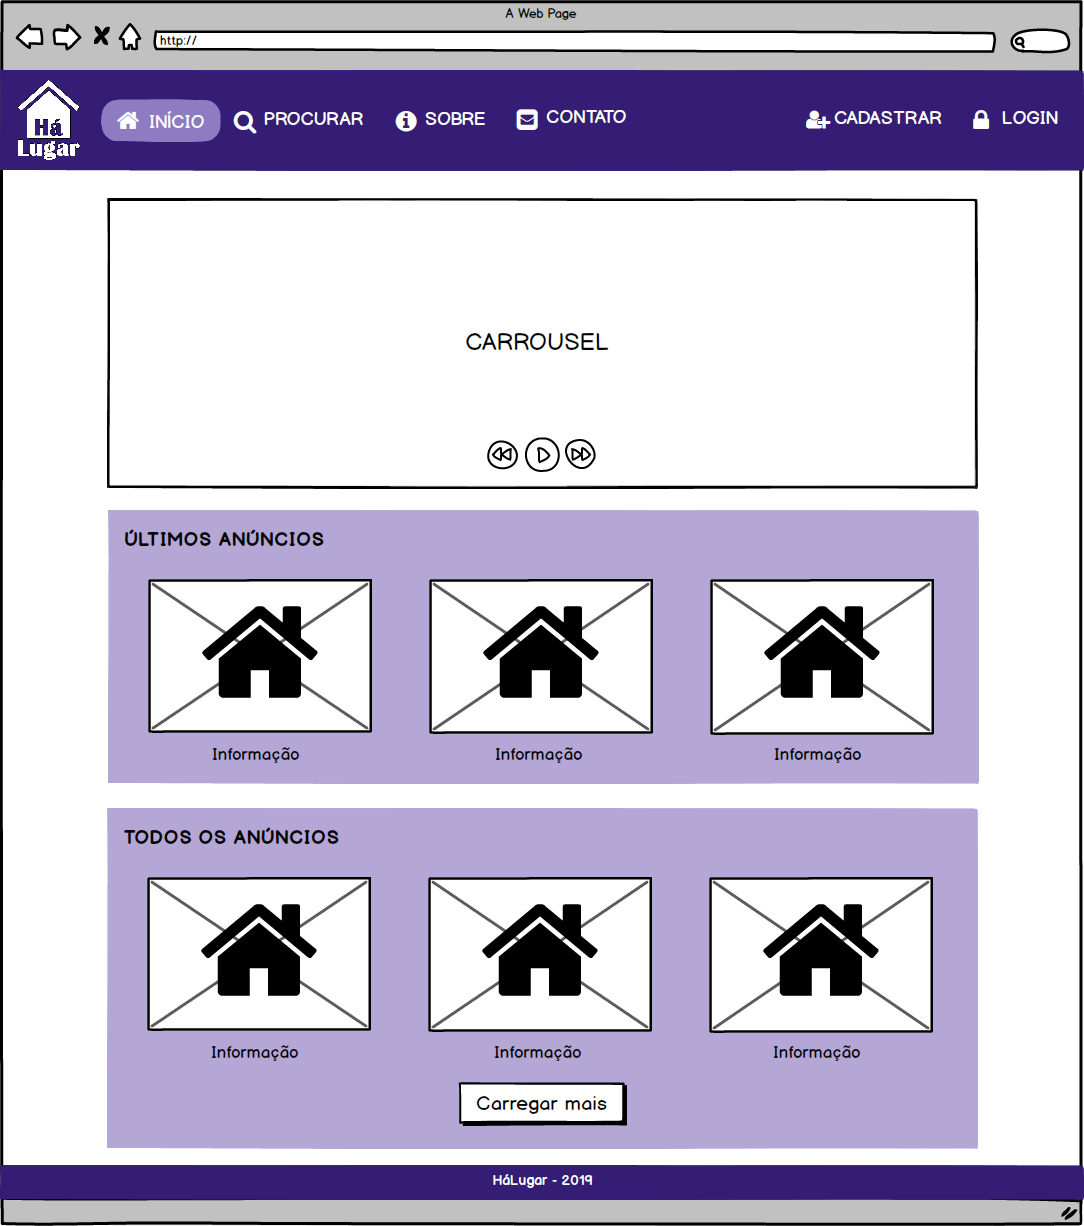 A Web Page
http://
Há
Lugar
INÍCIO
PROCURAR
SOBRE
CONTATO
CADASTRAR
LOGIN
CARROUSEL
ÚLTIMOS ANÚNCIOS
Informação
Informação
Informação
TODOS OS ANÚNCIOS
Informação
Informação
Informação
Carregar mais
HáLugar - 2019